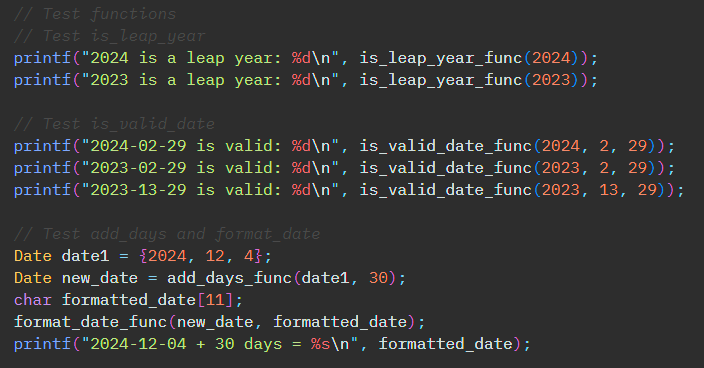 // Test functions
// Test is_leap_year
printf("2024 is a leap year: %d\n", is_leap_year_func(2024));
printf("2023 is a leap year: %d\n", is_leap_year_func(2023));
// Test is_valid_date
printf("2024-02-29 is valid: %d\n", is_valid_date_func(2024, 2, 29));
printf("2023-02-29 is valid: %d\n", is_valid_date_func(2023, 2, 29));
printf("2023-13-29 is valid: %d\n", is_valid_date_func(2023, 13, 29));
// Test add_days and format_date
Date date1 = {2024, 12, 4};
Date new_date = add_days_func(date1, 30);
char formatted_date[11];
format_date_func(new_date, formatted_date);
printf("2024-12-04 + 30 days = %s\n", formatted_date);